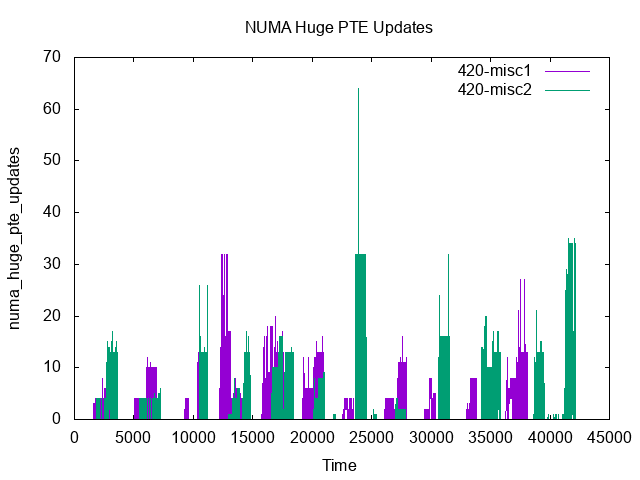 NUMA Huge PTE Updates
420-misc1
420-misc2
numa_huge_pte_updates
70
60
50
40
30
20
10
0
0 5000 10000 15000 20000 25000 30000 35000 40000 45000
Time